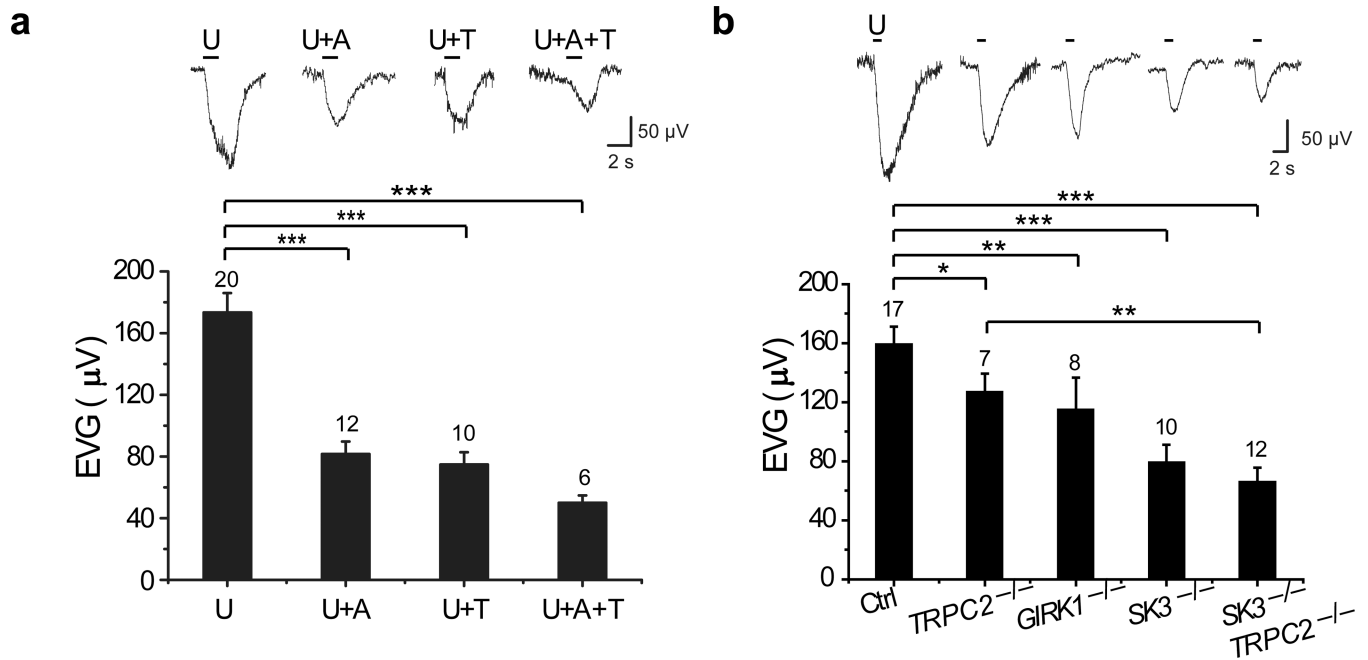 a
U U+A U+T U+A+T
50 µV
2 s
***
***
***
EVG ( µV)
200
160
120
80
40
0
20
12
10
6
U U+A U+T U+A+T
b
U
50 µV
2 s
***
***
**
*
**
EVG ( µV)
200
160
120
80
40
0
17
7
8
10
12
Ctrl
TRPC2 –/–
GIRK1 –/–
SK3 –/–
SK3 –/–
TRPC2 –/–